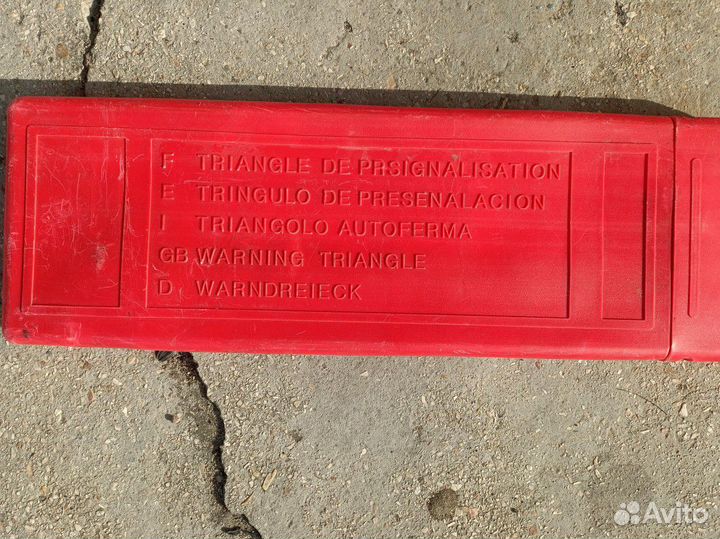 F TRIANGLE DE PRSIGNALISATION
E TRINGULO DE PRESENALACION
I TRIANGOLO AUTOFERMA
GB WARNING TRIANGLE
D WARNDREIECK
Avito